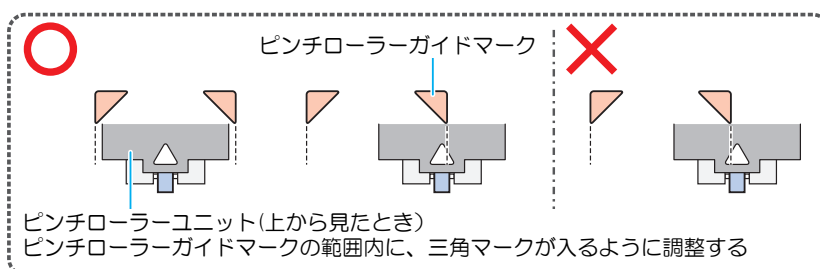 ピンチローラーガイドマーク
ピンチローラーユニット(上から見たとき)
ピンチローラーガイドマークの範囲内に、三角マークが入るように調整する